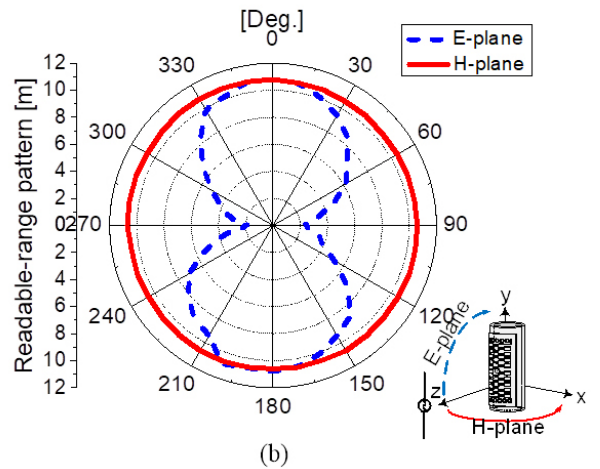 [Deg.]
0
330
30
300
60
270
90
240
120
210
150
180
Readable-range pattern [m]
12
10
8
6
4
2
0
2
4
6
8
10
12
E-plane
H-plane
y
E-plane
z
x
H-plane
(b)